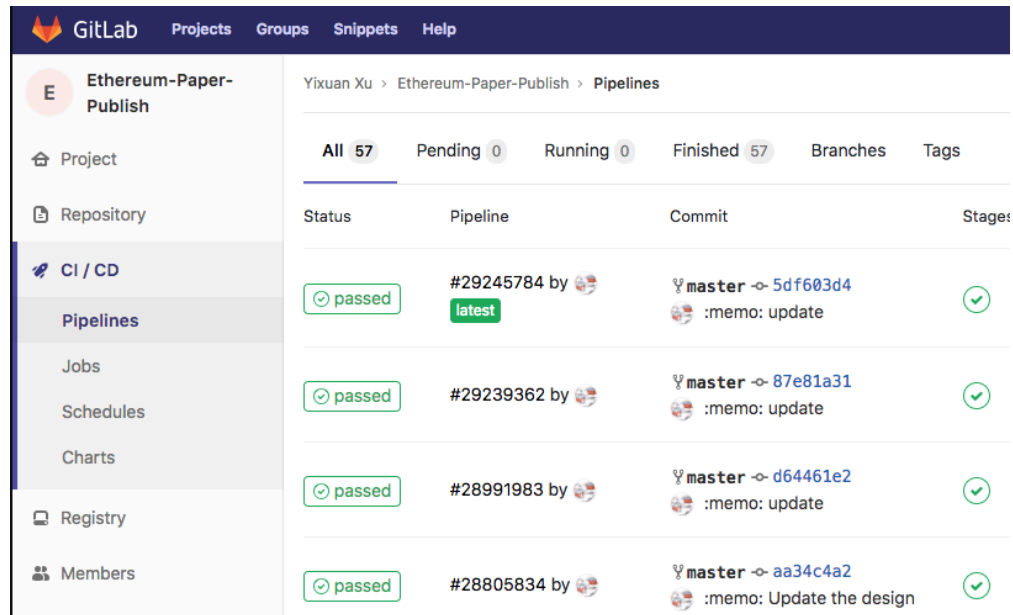 GitLab Projects Groups Snippets Help
E
Ethereum-Paper-
Publish
Project
Repository
CI / CD
Pipelines
Jobs
Schedules
Charts
Registry
Members
Yixuan Xu > Ethereum-Paper-Publish > Pipelines
All 57 Pending 0 Running 0 Finished 57 Branches Tags
Status Pipeline Commit Stages
passed #29245784 by master 5df603d4
latest :memo: update
passed #29239362 by master 87e81a31
:memo: update
passed #28991983 by master d64461e2
:memo: update
passed #28805834 by master aa34c4a2
:memo: Update the design